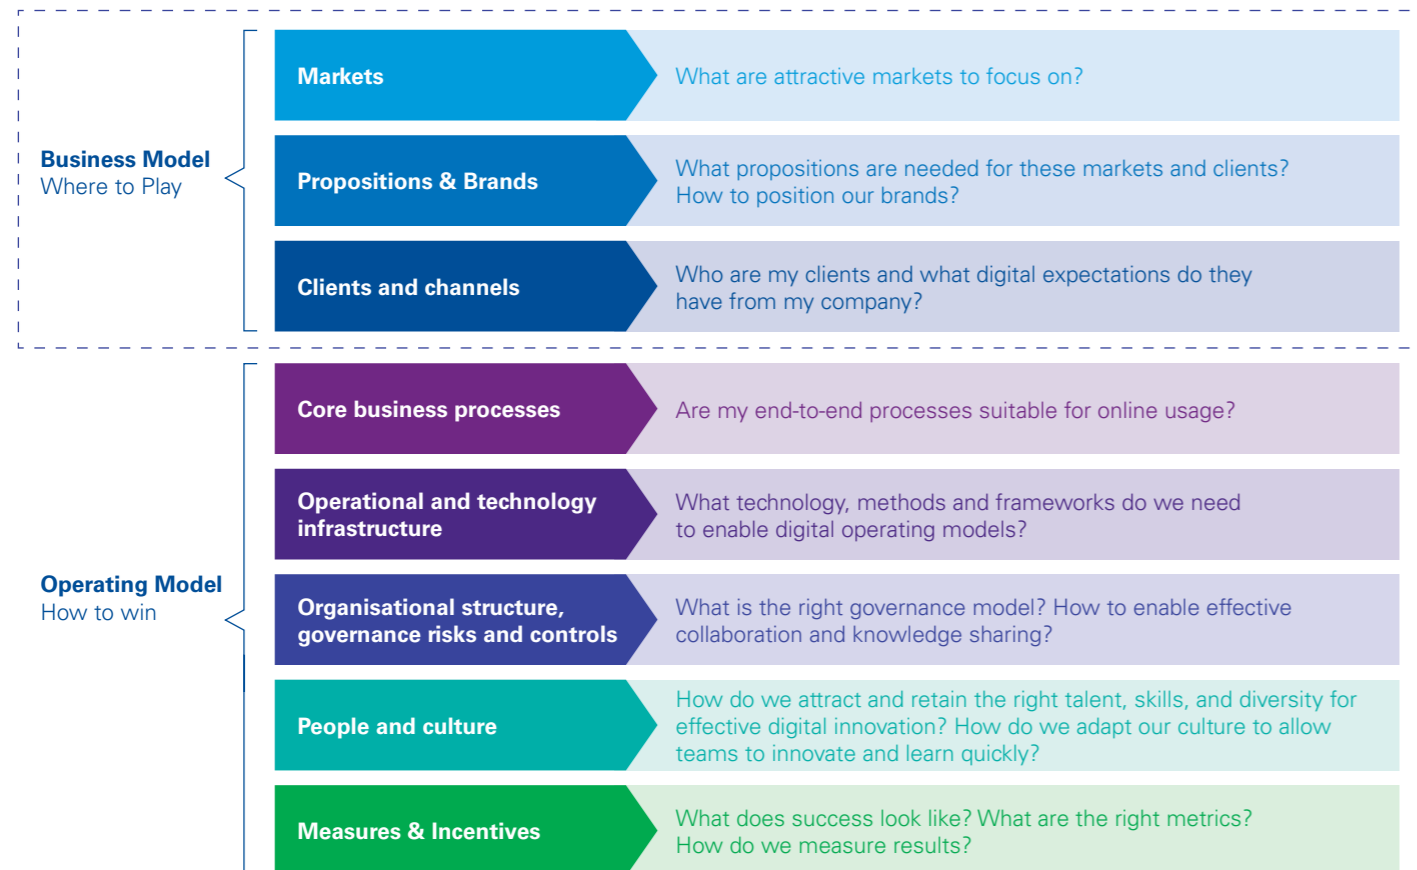 Business Model
Where to Play
Markets
What are attractive markets to focus on?
Propositions & Brands
What propositions are needed for these markets and clients?
How to position our brands?
Clients and channels
Who are my clients and what digital expectations do they
have from my company?
Operating Model
How to win
Core business processes
Are my end-to-end processes suitable for online usage?
Operational and technology
infrastructure
What technology, methods and frameworks do we need
to enable digital operating models?
Organisational structure,
governance risks and controls
What is the right governance model? How to enable effective
collaboration and knowledge sharing?
People and culture
How do we attract and retain the right talent, skills, and diversity for
effective digital innovation? How do we adapt our culture to allow
teams to innovate and learn quickly?
Measures & Incentives
What does success look like? What are the right metrics?
How do we measure results?